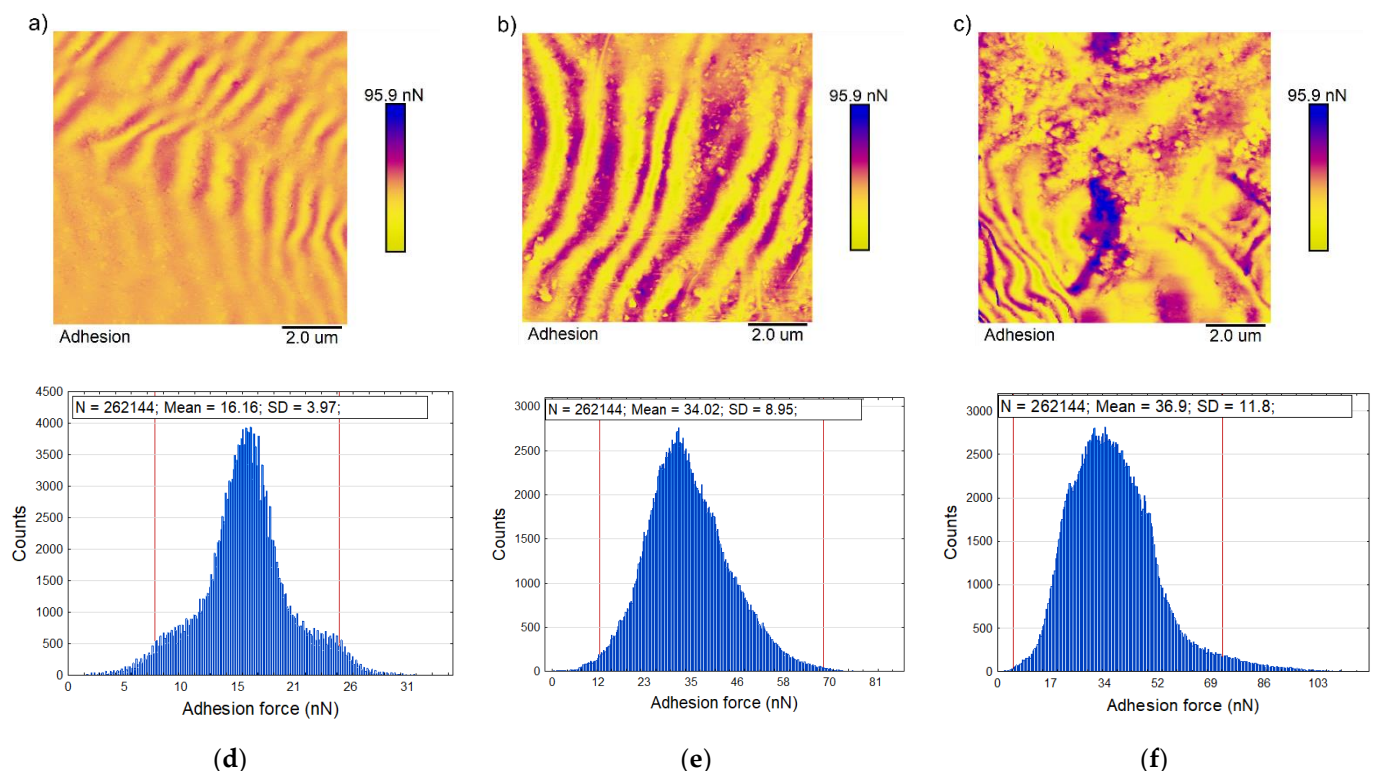 a)
95.9 nN
Adhesion
2.0 um
b)
95.9 nN
Adhesion
2.0 um
c)
95.9 nN
Adhesion
2.0 um
4500
4000
3500
3000
2500
2000
1500
1000
500
0
Counts
N = 262144; Mean = 16.16; SD = 3.97;
0 5 10 15 21 26 31
Adhesion force (nN)
(d)
3000
2500
2000
1500
1000
500
0
Counts
N = 262144; Mean = 34.02; SD = 8.95;
0 12 23 35 46 58 69 81
Adhesion force (nN)
(e)
3000
2500
2000
1500
1000
500
0
Counts
N = 262144; Mean = 36.9; SD = 11.8;
0 17 34 52 69 86 103
Adhesion force (nN)
(f)